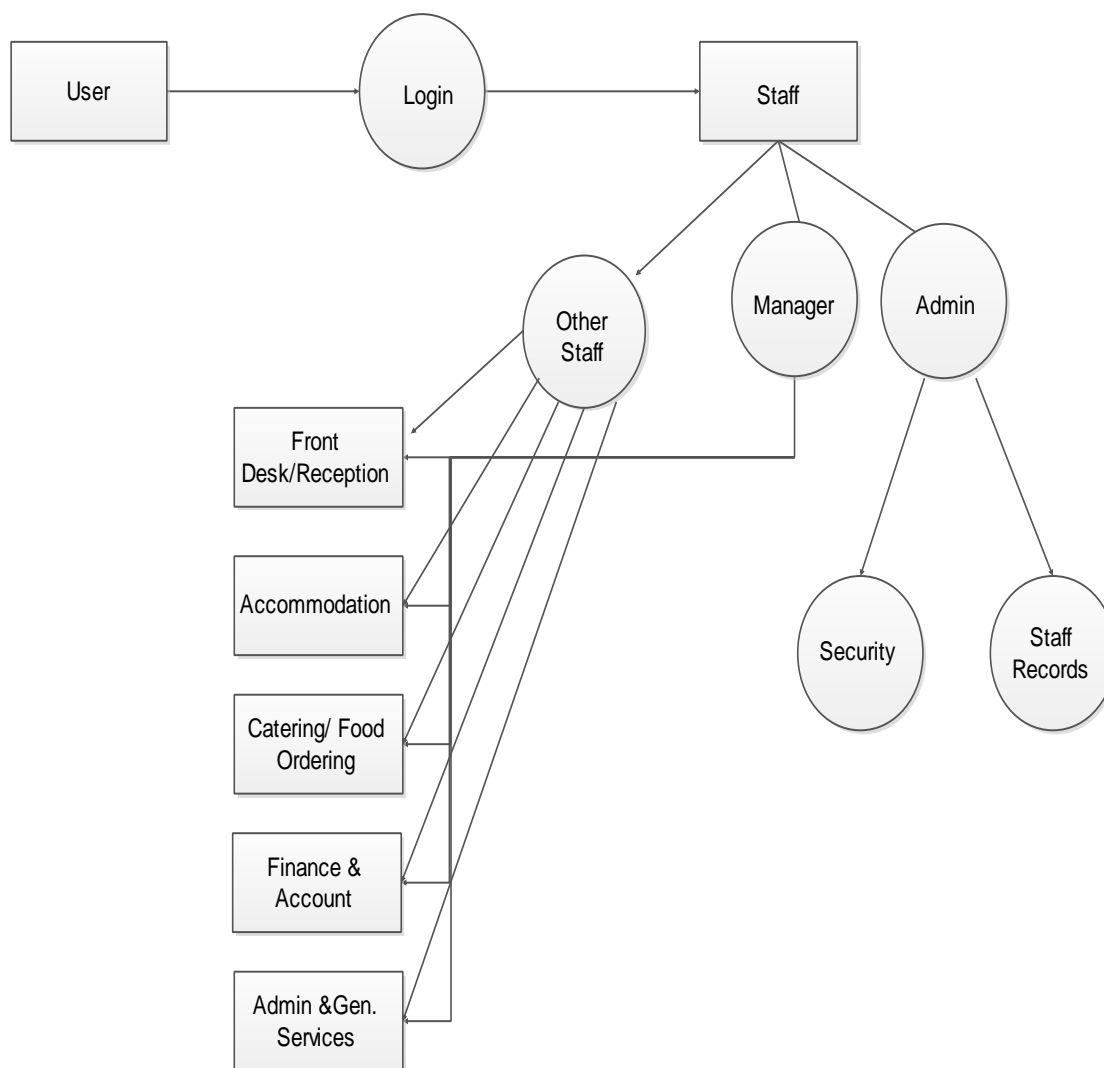 User
Login
Staff
Other
Staff
Manager
Admin
Front
Desk/Reception
Accommodation
Catering/ Food
Ordering
Finance &
Account
Admin &Gen.
Services
Security
Staff
Records